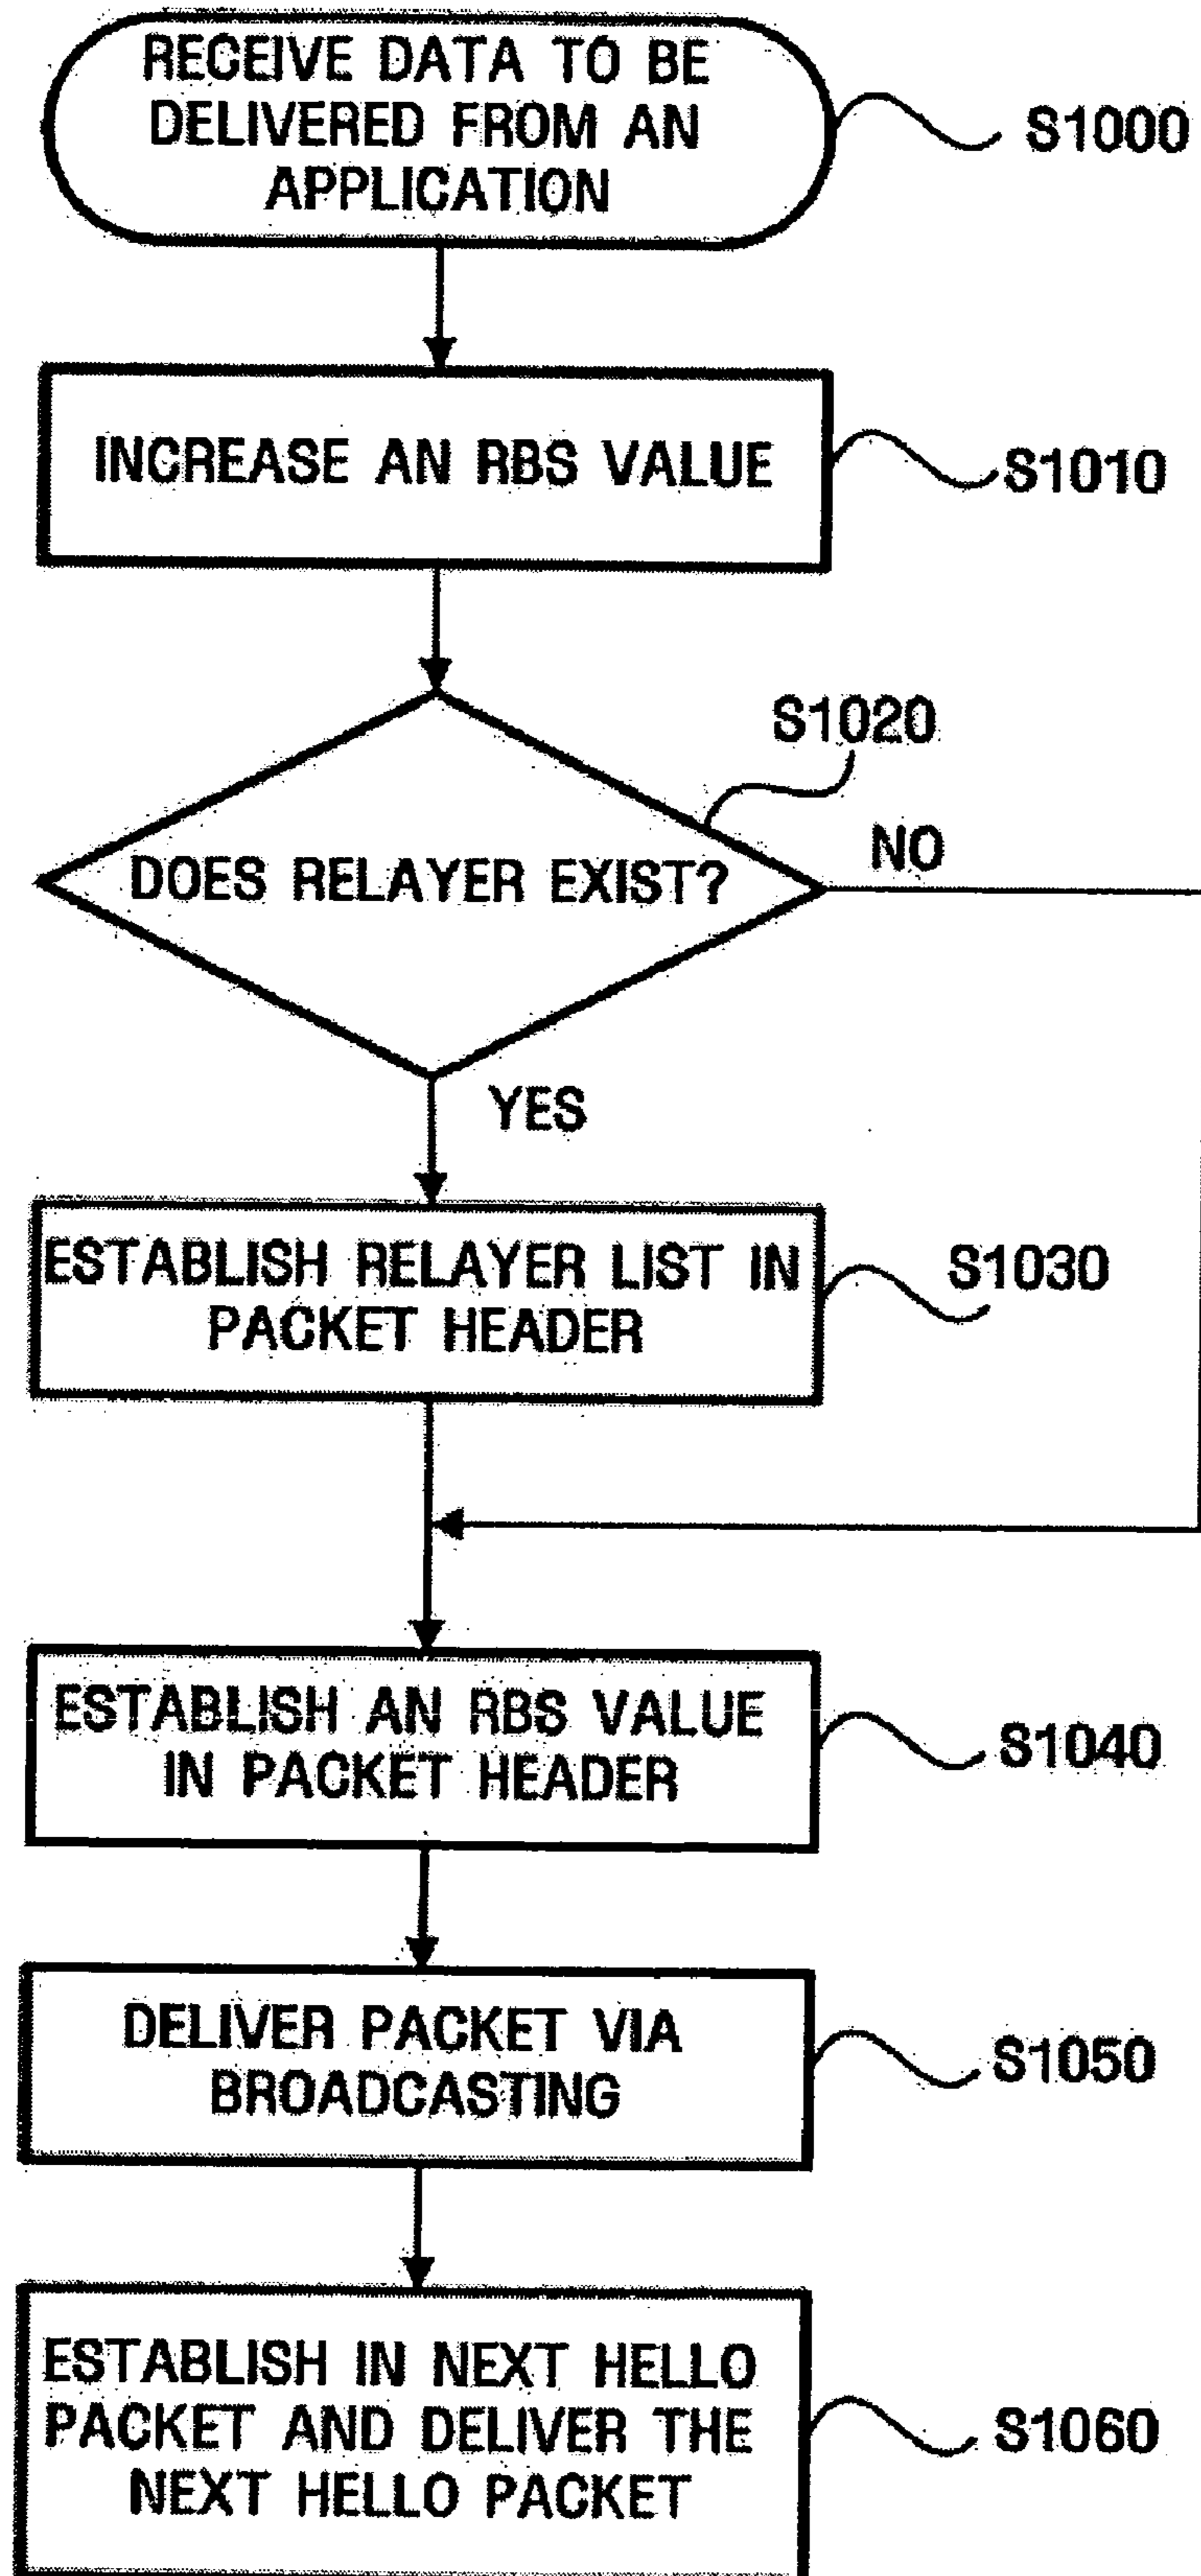 RECEIVE DATA TO BE
DELIVERED FROM AN
APPLICATION
S1000
INCREASE AN RBS VALUE
S1010
S1020
DOES RELAYER EXIST?
NO
YES
ESTABLISH RELAYER LIST IN
PACKET HEADER
S1030
ESTABLISH AN RBS VALUE
IN PACKET HEADER
S1040
DELIVER PACKET VIA
BROADCASTING
S1050
ESTABLISH IN NEXT HELLO
PACKET AND DELIVER THE
NEXT HELLO PACKET
S1060